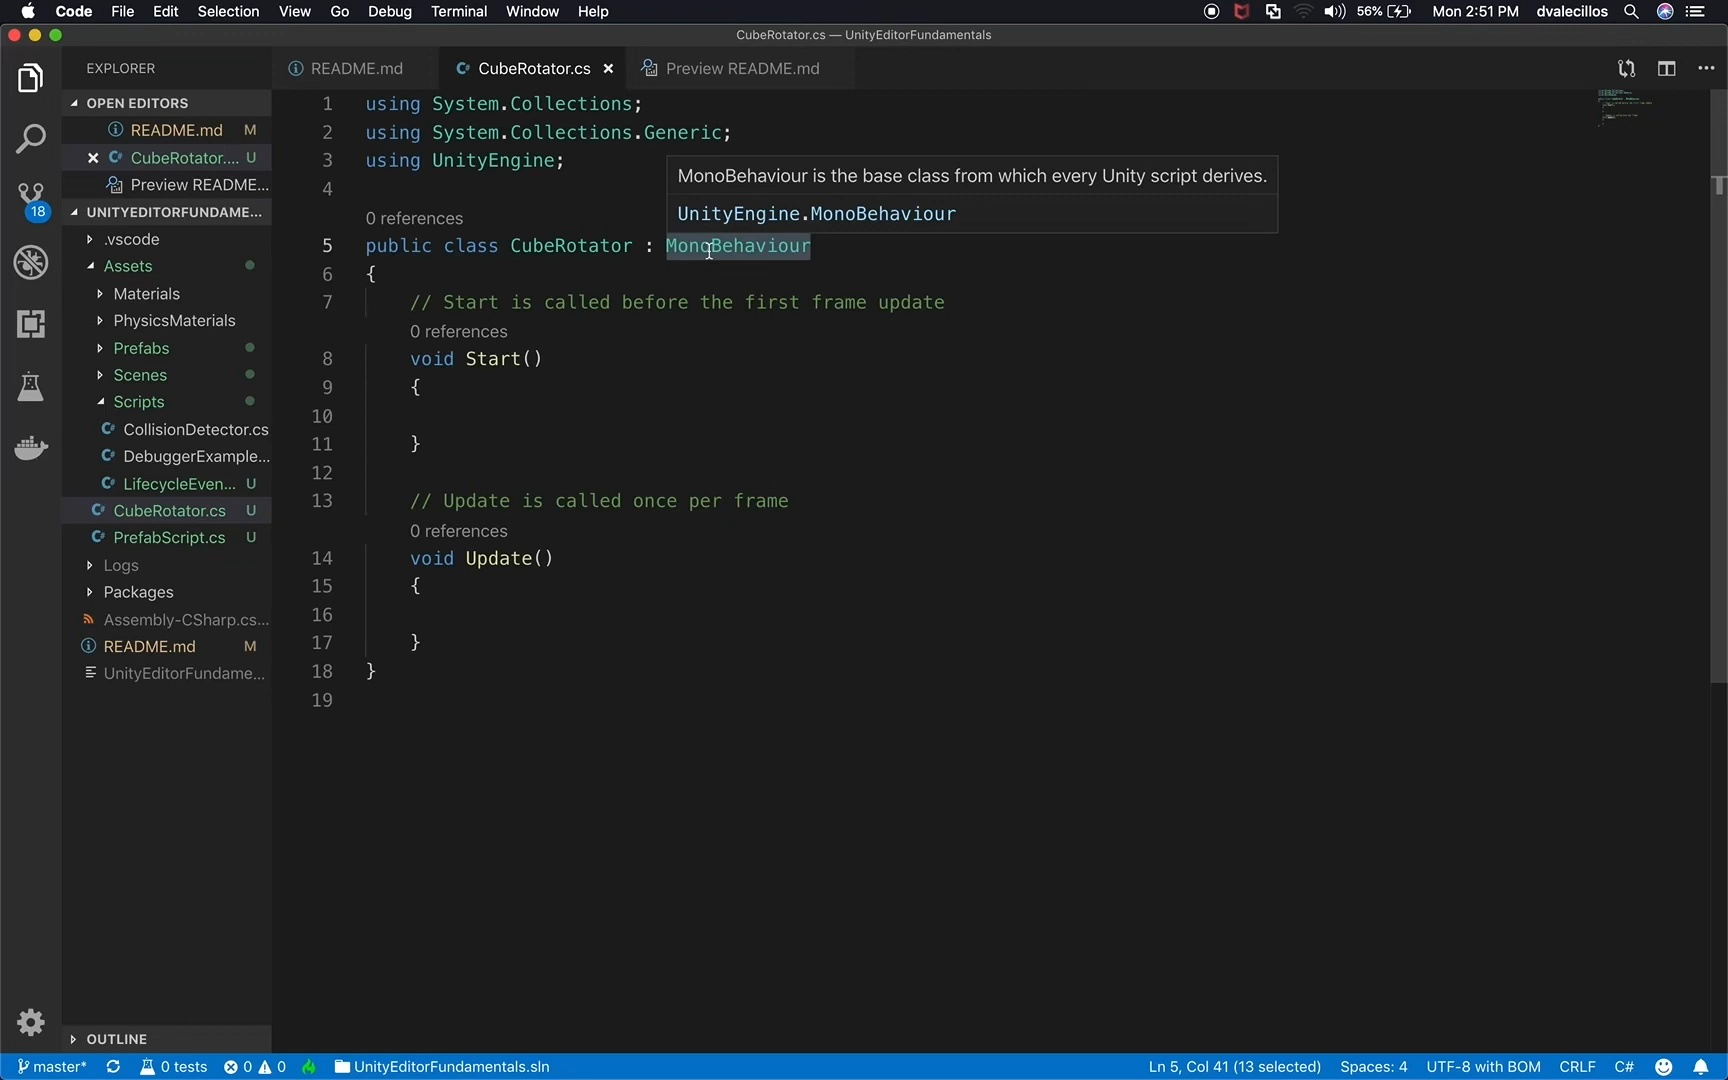 Code File Edit Selection View Go Debug Terminal Window Help 56% Mon 2:51 PM dvalecillos
CubeRotator.cs — UnityEditorFundamentals
EXPLORER
README.md CubeRotator.cs Preview README.md
OPEN EDITORS
README.md M
CubeRotator.... U
Preview README...
UNITYEDITORFUNDAME...
.vscode
Assets
Materials
PhysicsMaterials
Prefabs
Scenes
Scripts
CollisionDetector.cs
DebuggerExample...
LifecycleEven... U
CubeRotator.cs U
PrefabScript.cs U
Logs
Packages
Assembly-CSharp.cs...
README.md M
UnityEditorFundame...
OUTLINE
18
1 using System.Collections;
2 using System.Collections.Generic;
3 using UnityEngine;
MonoBehaviour is the base class from which every Unity script derives.
UnityEngine.MonoBehaviour
4
0 references
5 public class CubeRotator : MonoBehaviour
6 {
7 // Start is called before the first frame update
0 references
8 void Start()
9 {
10
11 }
12
13 // Update is called once per frame
0 references
14 void Update()
15 {
16
17 }
18 }
19
master* 0 tests 0 0 UnityEditorFundamentals.sln Ln 5, Col 41 (13 selected) Spaces: 4 UTF-8 with BOM CRLF C#